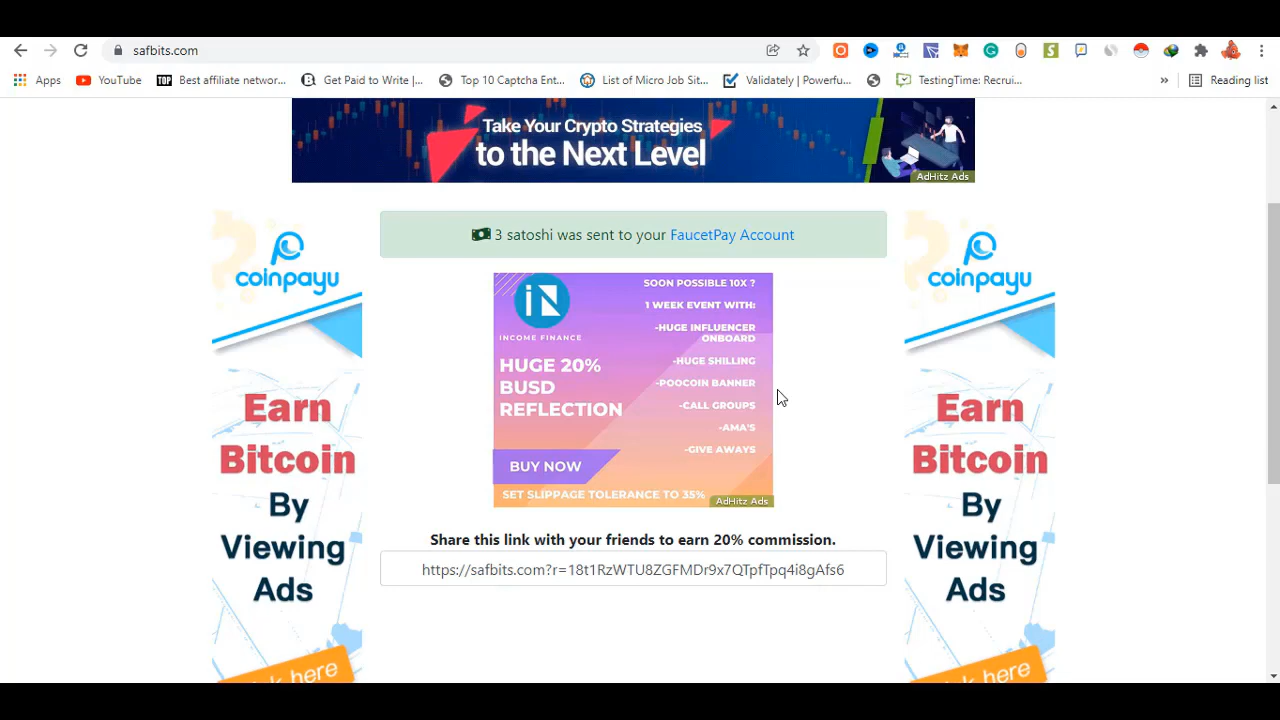 safbits.com
Apps
YouTube
Best affiliate networ...
Get Paid to Write |...
Top 10 Captcha Ent...
List of Micro Job Sit...
Validately | Powerfu...
TestingTime: Recrui...
»
Reading list
Take Your Crypto Strategies
to the Next Level
AdHitz Ads
3 satoshi was sent to your FaucetPay Account
coinpayu
Earn
Bitcoin
By
Viewing
Ads
here
iN
INCOME FINANCE
HUGE 20%
BUSD
REFLECTION
BUY NOW
SOON POSSIBLE 10X ?
1 WEEK EVENT WITH:
-HUGE INFLUENCER
ONBOARD
-HUGE SHILLING
-POOCOIN BANNER
-CALL GROUPS
-AMA'S
-GIVE AWAYS
SET SLIPPAGE TOLERANCE TO 35%
AdHitz Ads
coinpayu
Earn
Bitcoin
By
Viewing
Ads
here
Share this link with your friends to earn 20% commission.
https://safbits.com?r=18t1RzWTU8ZGFMDr9x7QTpfTpq4i8gAfs6